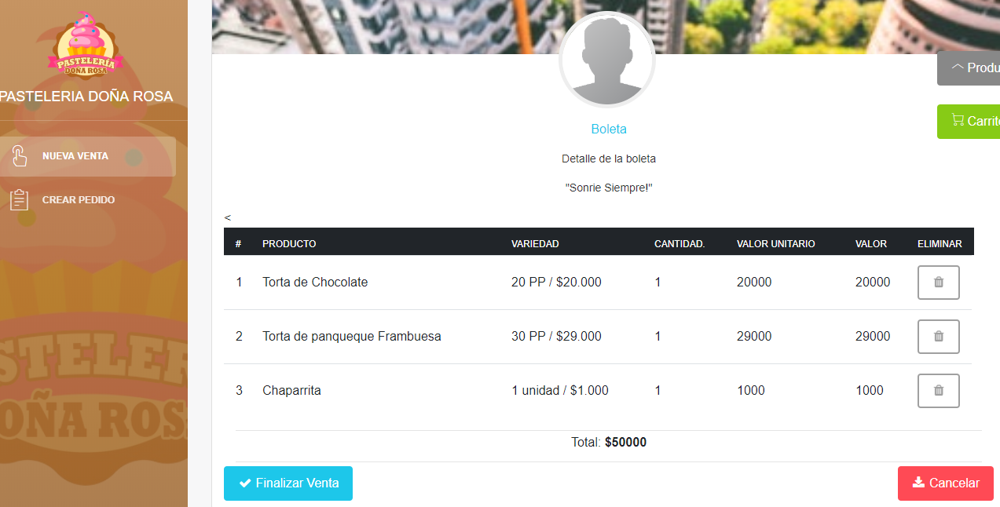 PASTELERÍA
DOÑA ROSA
PASTELERIA DOÑA ROSA
NUEVA VENTA
CREAR PEDIDO
STELER
OÑA ROS
Produ
Carrito
Boleta
Detalle de la boleta
"Sonrie Siempre!"
<
# PRODUCTO VARIEDAD CANTIDAD. VALOR UNITARIO VALOR ELIMINAR
1 Torta de Chocolate 20 PP / $20.000 1 20000 20000
2 Torta de panqueque Frambuesa 30 PP / $29.000 1 29000 29000
3 Chaparrita 1 unidad / $1.000 1 1000 1000
Total: $50000
Finalizar Venta
Cancelar